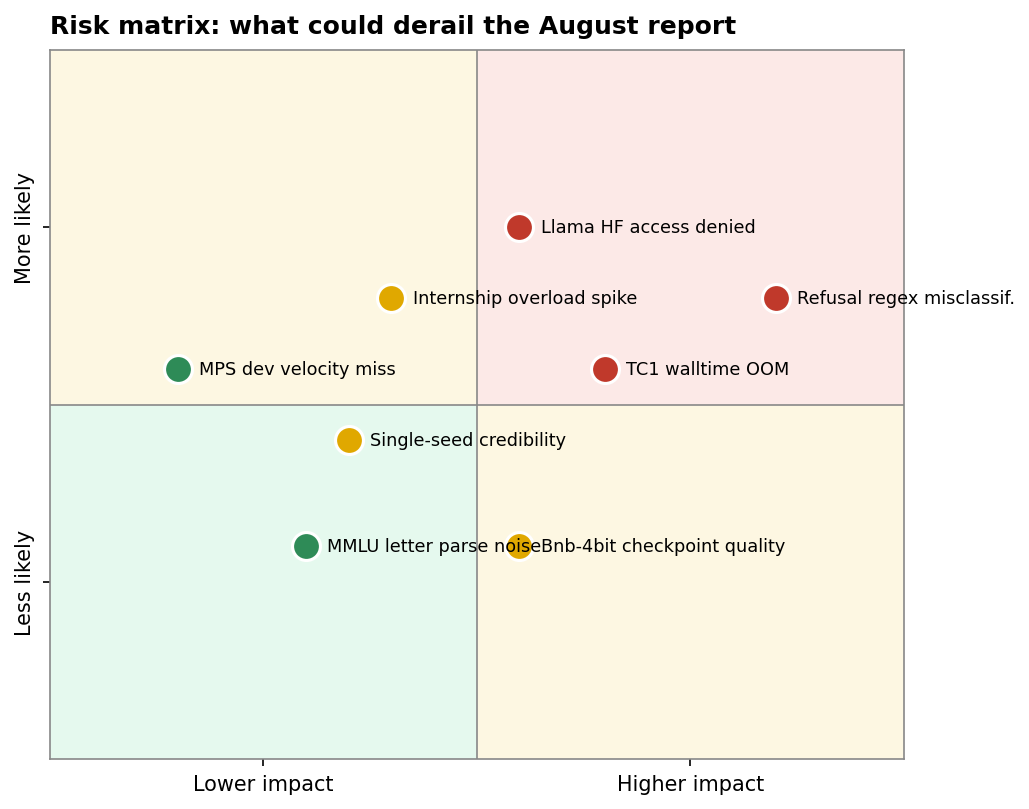 Risk matrix: what could derail the August report
More likely
Llama HF access denied
Internship overload spike
Refusal regex misclassif.
MPS dev velocity miss
TC1 walltime OOM
Single-seed credibility
Less likely
MMLU letter parse noise
Bnb-4bit checkpoint quality
Lower impact
Higher impact